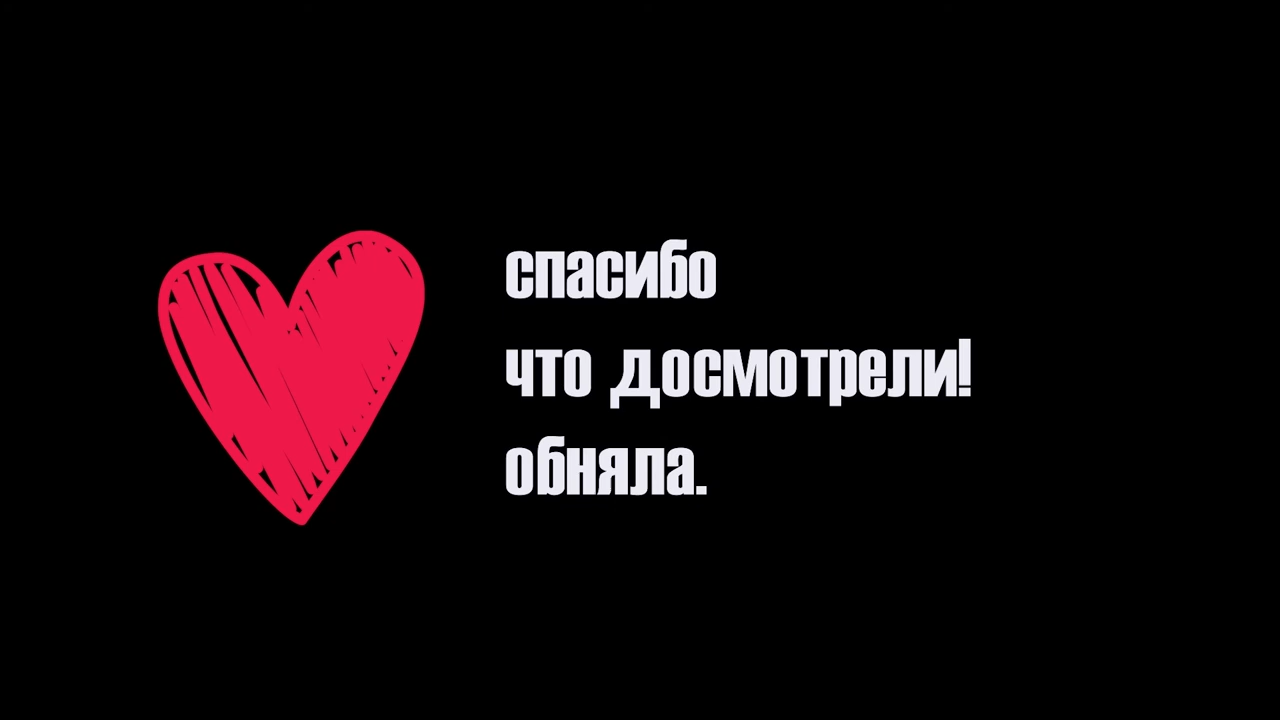 спасибо
что досмотрели!
обняла.